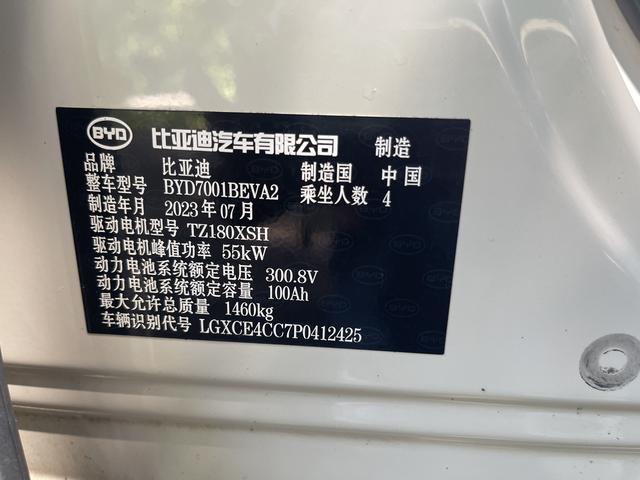 BYD 比亚迪汽车有限公司 制造
品牌 比亚迪 制造国 中国
整车型号 BYD7001BEVA2 乘坐人数 4
制造年月 2023年07月
驱动电机型号 TZ180XSH
驱动电机峰值功率 55kW
动力电池系统额定电压 300.8V
动力电池系统额定容量 100Ah
最大允许总质量 1460kg
车辆识别代号 LGXCE4CC7P0412425